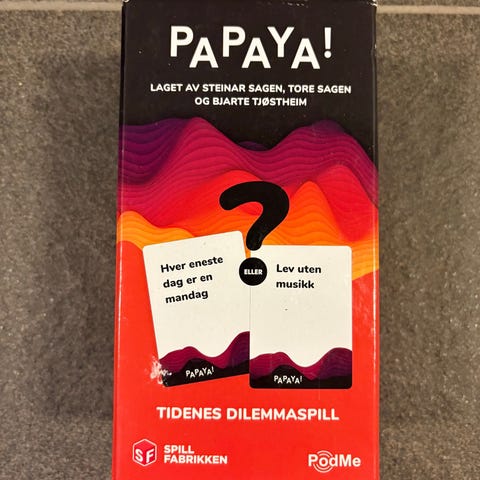 PAPAYA!
LAGET AV STEINAR SAGEN, TORE SAGEN
OG BJARTE TJØSTHEIM
?
Hver eneste
dag er en
mandag
PAPAYA!
ELLER
Lev uten
musikk
PAPAYA!
TIDENES DILEMMASPILL
SF
SPILL
FABRIKKEN
PodMe